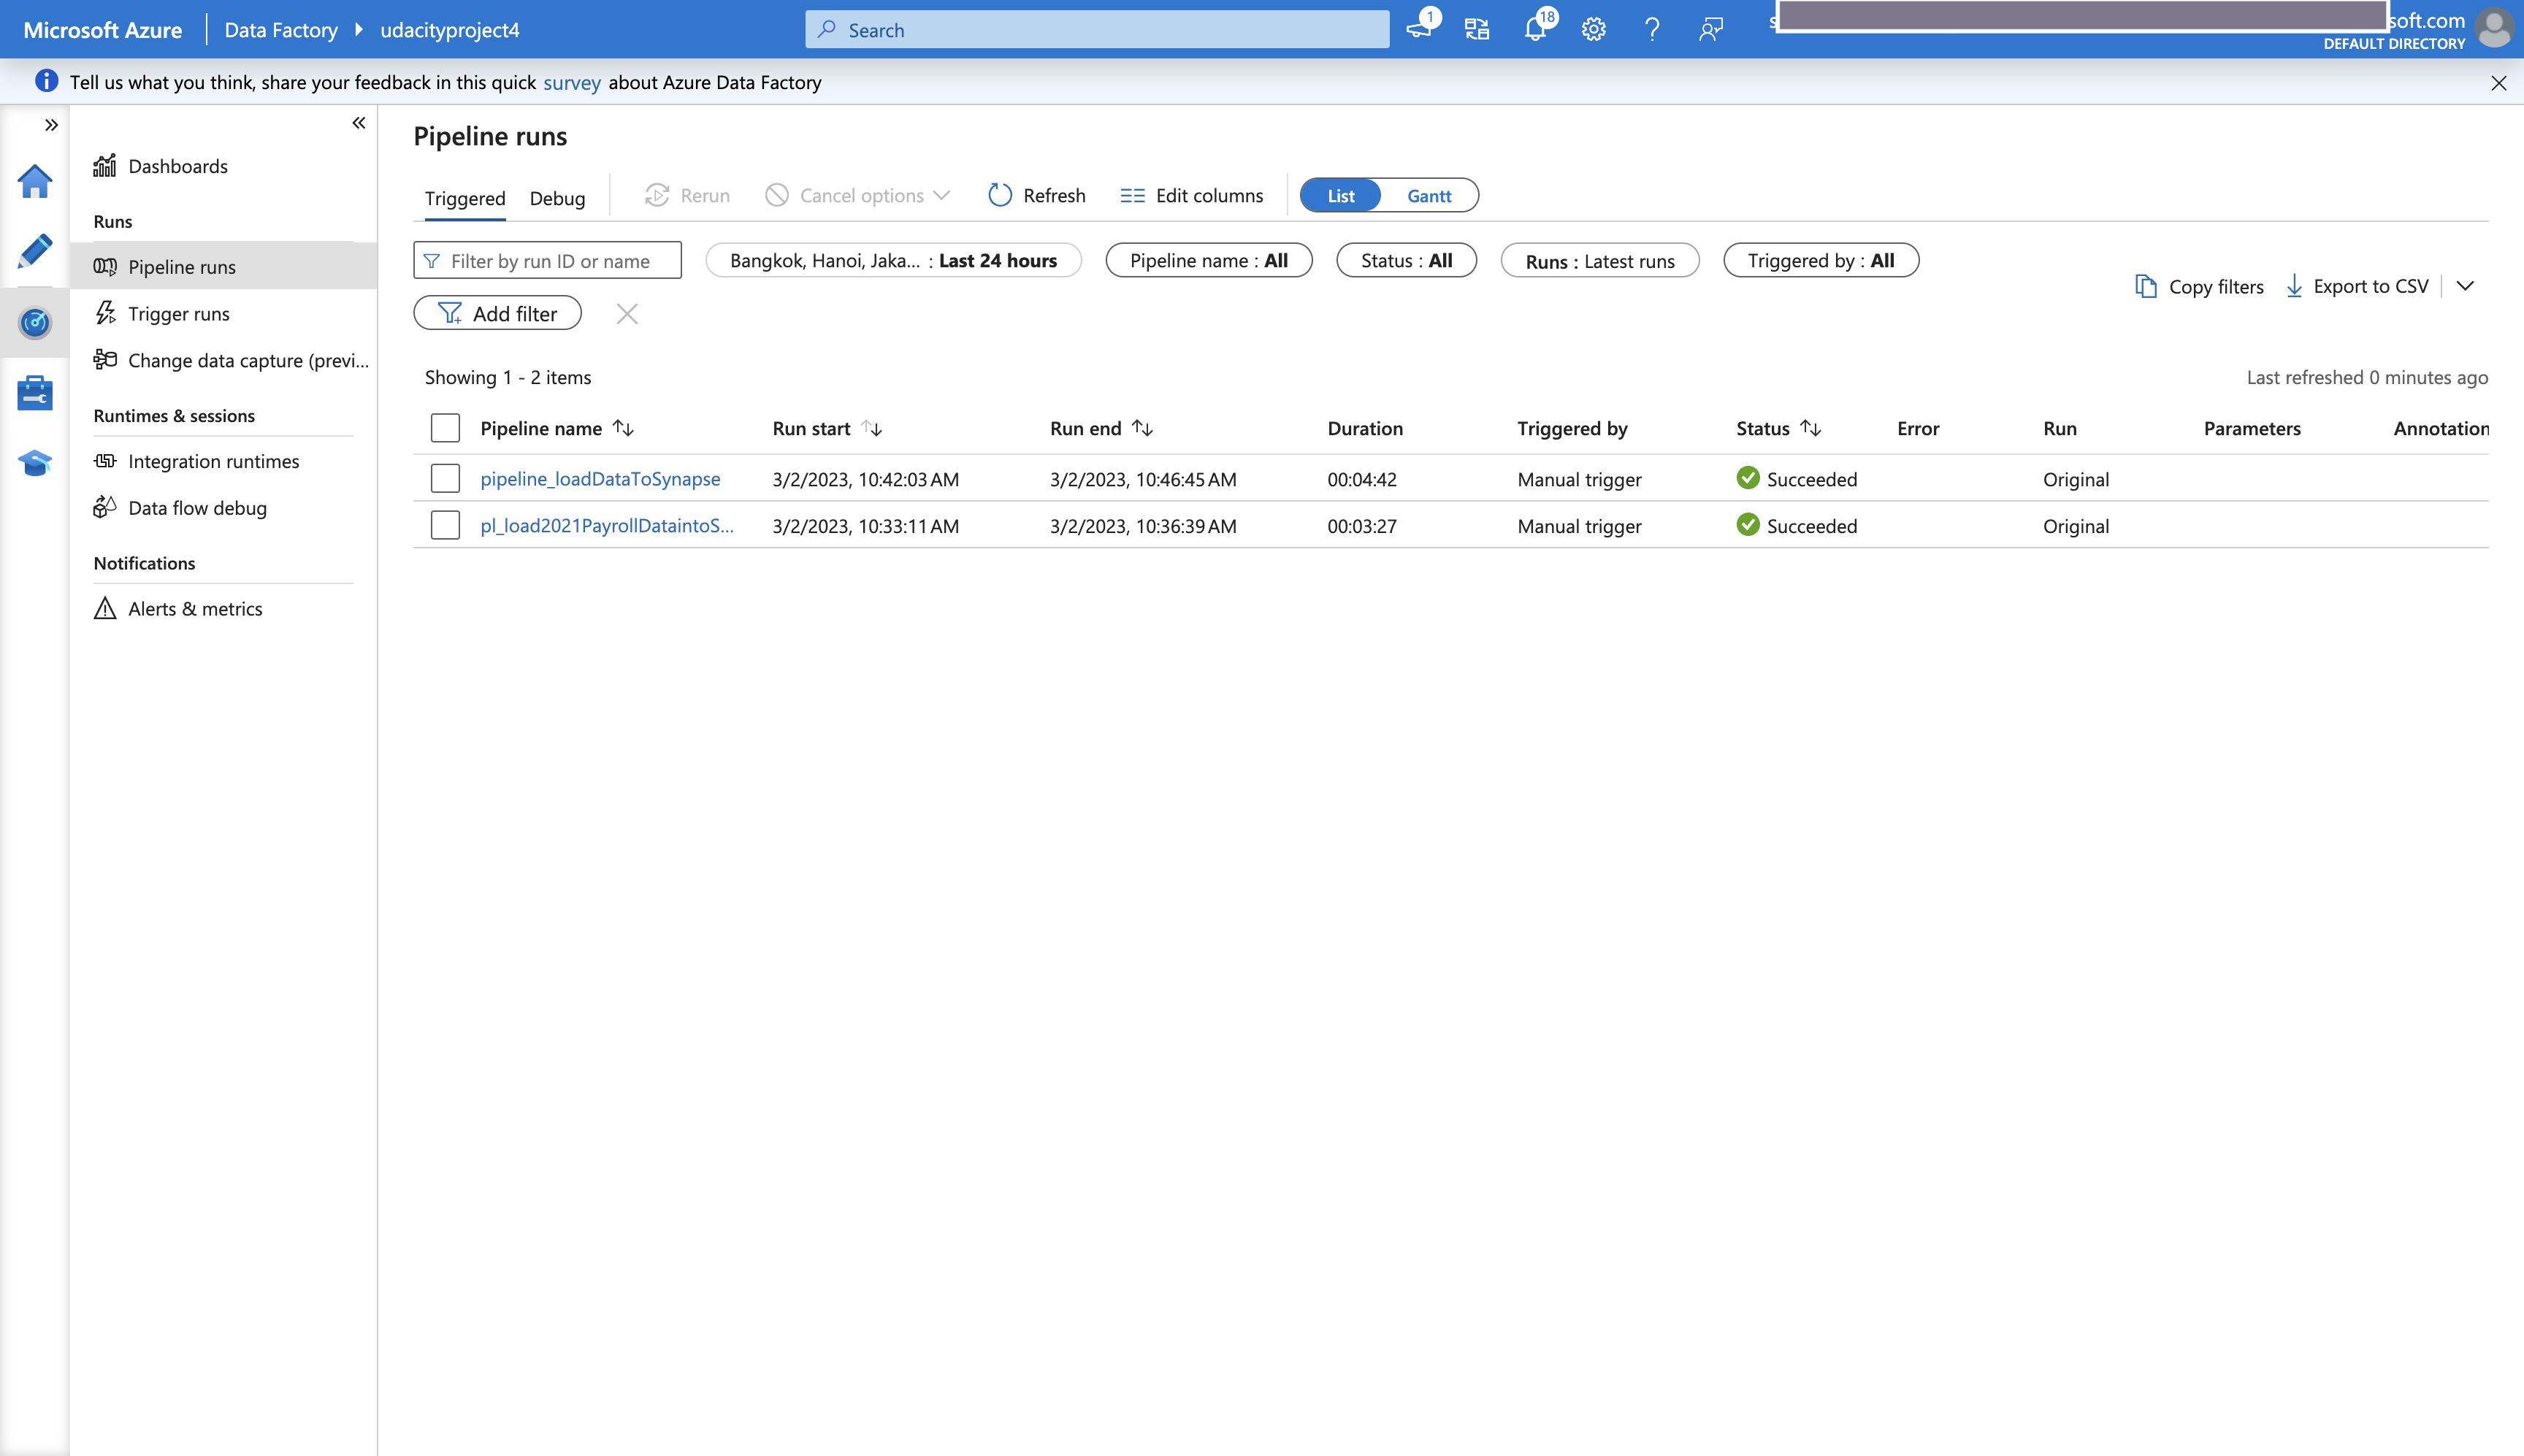 Microsoft Azure Data Factory udacityproject4 Search 1 18 soft.com
DEFAULT DIRECTORY
Tell us what you think, share your feedback in this quick survey about Azure Data Factory
Dashboards
Runs
Pipeline runs
Trigger runs
Change data capture (previ...
Runtimes & sessions
Integration runtimes
Data flow debug
Notifications
Alerts & metrics
Pipeline runs
Triggered Debug Rerun Cancel options Refresh Edit columns List Gantt
Filter by run ID or name Bangkok, Hanoi, Jaka... : Last 24 hours Pipeline name : All Status : All Runs : Latest runs Triggered by : All
Copy filters Export to CSV
Add filter
Showing 1 - 2 items Last refreshed 0 minutes ago
Pipeline name Run start Run end Duration Triggered by Status Error Run Parameters Annotation
pipeline_loadDataToSynapse 3/2/2023, 10:42:03 AM 3/2/2023, 10:46:45 AM 00:04:42 Manual trigger Succeeded Original
pl_load2021PayrollDataintoS... 3/2/2023, 10:33:11 AM 3/2/2023, 10:36:39 AM 00:03:27 Manual trigger Succeeded Original